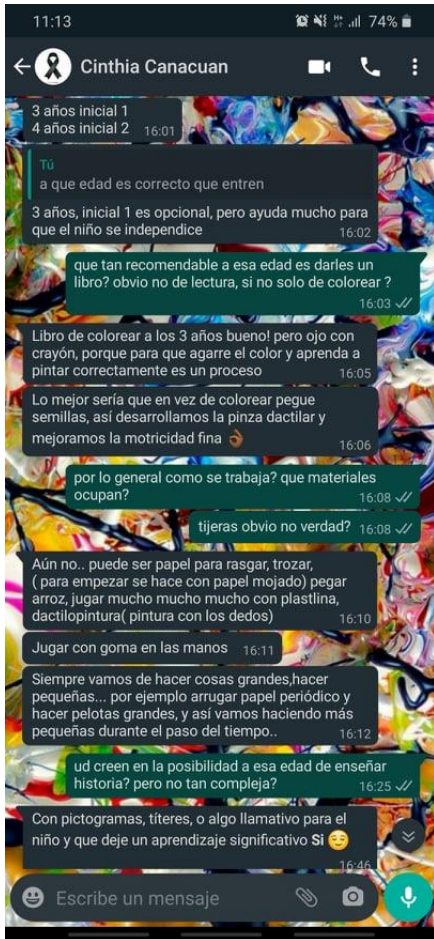 11:13
74%
Cinthia Canacuan
3 años inicial 1
4 años inicial 2 16:01
Tú
a que edad es correcto que entren
3 años, inicial 1 es opcional, pero ayuda mucho para
que el niño se independice 16:02
que tan recomendable a esa edad es darles un
libro? obvio no de lectura, si no solo de colorear ?
16:03
Libro de colorear a los 3 años bueno! pero ojo con
crayón, porque para que agarre el color y aprenda a
pintar correctamente es un proceso 16:05
Lo mejor sería que en vez de colorear pegue
semillas, así desarrollamos la pinza dactilar y
mejoramos la motricidad fina 👌🏾 16:06
por lo general como se trabaja? que materiales
ocupan? 16:08
tijeras obvio no verdad? 16:08
Aún no.. puede ser papel para rasgar, trozar,
( para empezar se hace con papel mojado) pegar
arroz, jugar mucho mucho mucho con plastlina,
dactilopintura( pintura con los dedos) 16:10
Jugar con goma en las manos 16:11
Siempre vamos de hacer cosas grandes,hacer
pequeñas... por ejemplo arrugar papel periódico y
hacer pelotas grandes, y así vamos haciendo más
pequeñas durante el paso del tiempo.. 16:12
ud creen en la posibilidad a esa edad de enseñar
historia? pero no tan compleja? 16:25
Con pictogramas, títeres, o algo llamativo para el
niño y que deje un aprendizaje significativo Si 😌
16:46
Escribe un mensaje